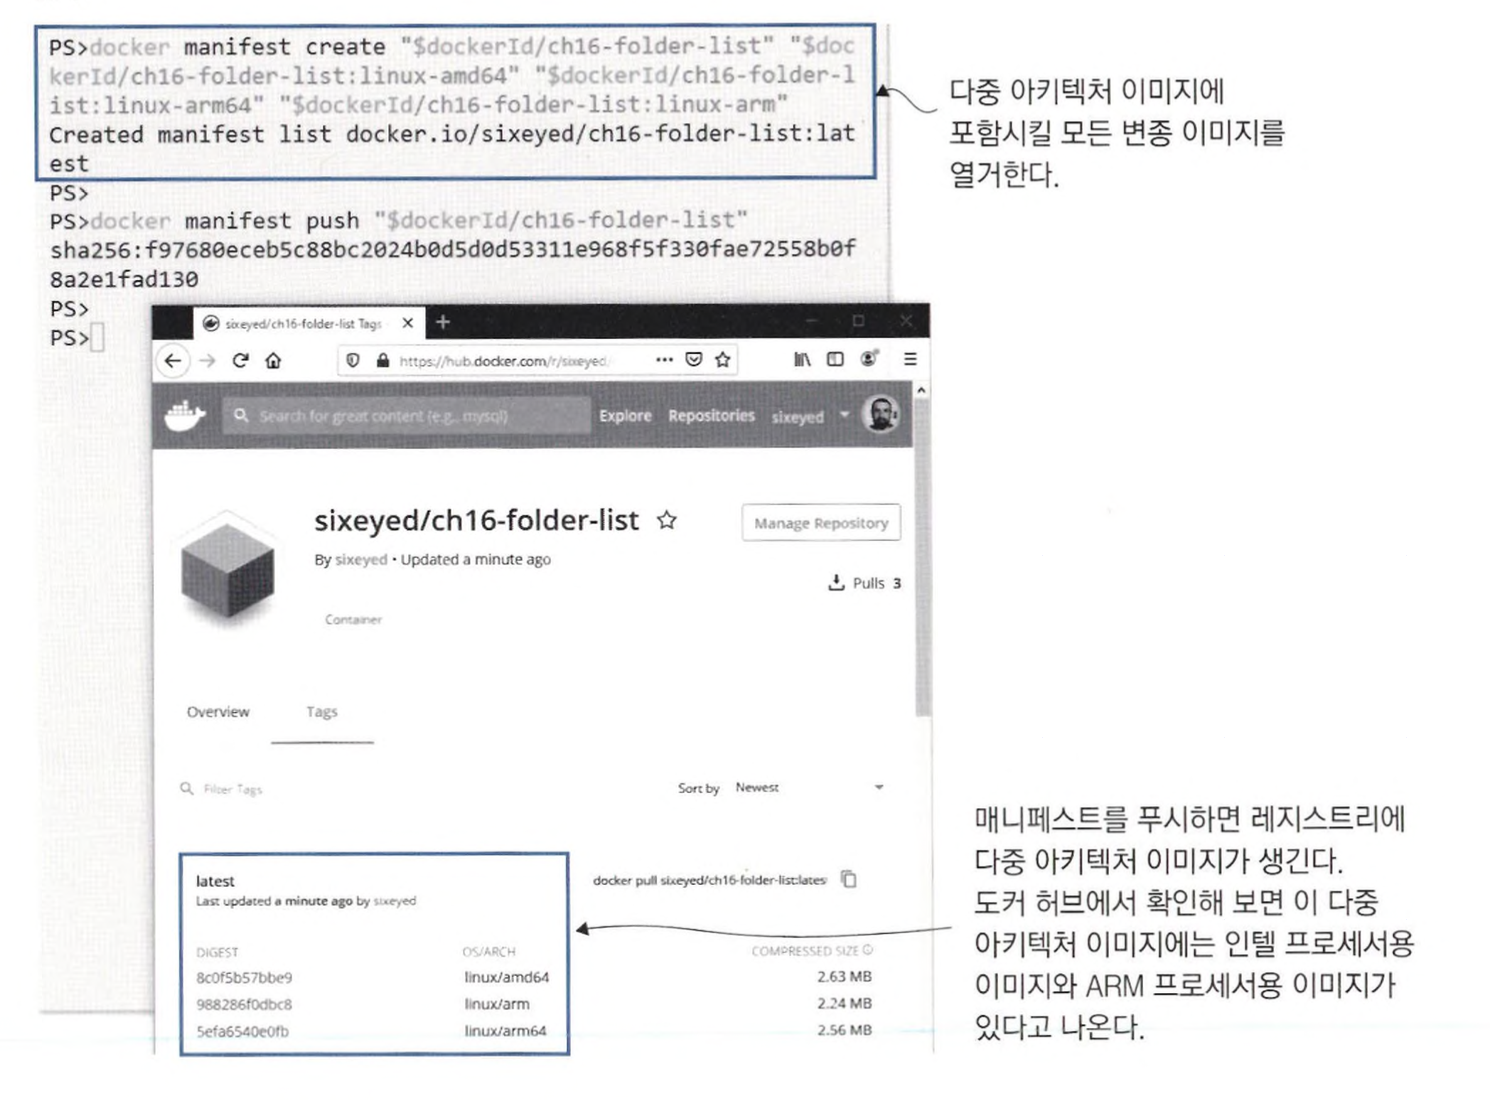 PS>docker manifest create "$dockerId/ch16-folder-list" "$doc
kerId/ch16-folder-list:linux-amd64" "$dockerId/ch16-folder-l
ist:linux-arm64" "$dockerId/ch16-folder-list:linux-arm"
Created manifest list docker.io/sixeyed/ch16-folder-list:lat
est
PS>
PS>docker manifest push "$dockerId/ch16-folder-list"
sha256:f97680eceb5c88bc2024b0d5d0d53311e968f5f330fae72558b0f
8a2e1fad130
PS>
PS>
다중 아키텍처 이미지에
포함시킬 모든 변종 이미지를
열거한다.
sixeyed/ch16-folder-list Tags
https://hub.docker.com/r/sixeyed/
Search for great content (e.g., mysql)
Explore Repositories sixeyed
sixeyed/ch16-folder-list
Manage Repository
By sixeyed • Updated a minute ago
Pulls 3
Container
Overview Tags
Filter Tags
Sort by Newest
latest
Last updated a minute ago by sixeyed
docker pull sixeyed/ch16-folder-list:lates
DIGEST OS/ARCH COMPRESSED SIZE
8c0f5b57bbe9 linux/amd64 2.63 MB
988286f0dbc8 linux/arm 2.24 MB
5efa6540e0fb linux/arm64 2.56 MB
매니페스트를 푸시하면 레지스트리에
다중 아키텍처 이미지가 생긴다.
도커 허브에서 확인해 보면 이 다중
아키텍처 이미지에는 인텔 프로세서용
이미지와 ARM 프로세서용 이미지가
있다고 나온다.